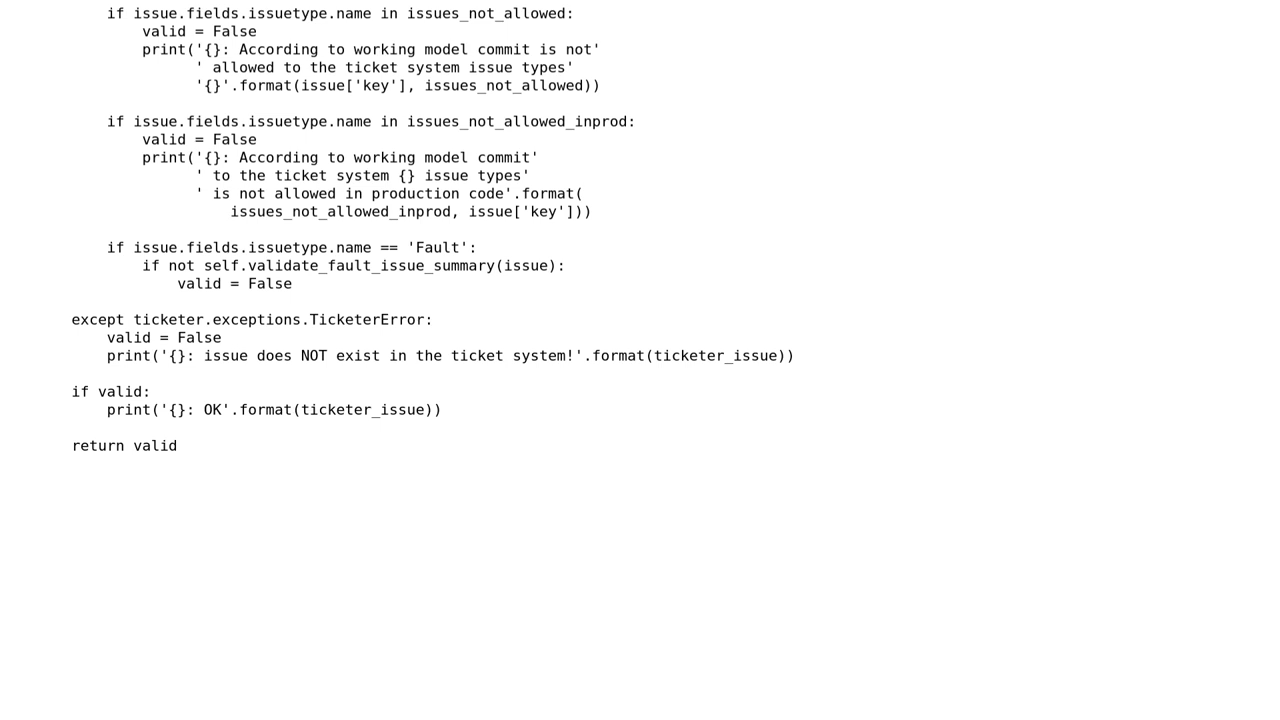 if issue.fields.issuetype.name in issues_not_allowed:
valid = False
print('{}: According to working model commit is not'
' allowed to the ticket system issue types'
'{}'.format(issue['key'], issues_not_allowed))
if issue.fields.issuetype.name in issues_not_allowed_inprod:
valid = False
print('{}: According to working model commit'
' to the ticket system {} issue types'
' is not allowed in production code'.format(
issues_not_allowed_inprod, issue['key']))
if issue.fields.issuetype.name == 'Fault':
if not self.validate_fault_issue_summary(issue):
valid = False
except ticketer.exceptions.TicketerError:
valid = False
print('{}: issue does NOT exist in the ticket system!'.format(ticketer_issue))
if valid:
print('{}: OK'.format(ticketer_issue))
return valid